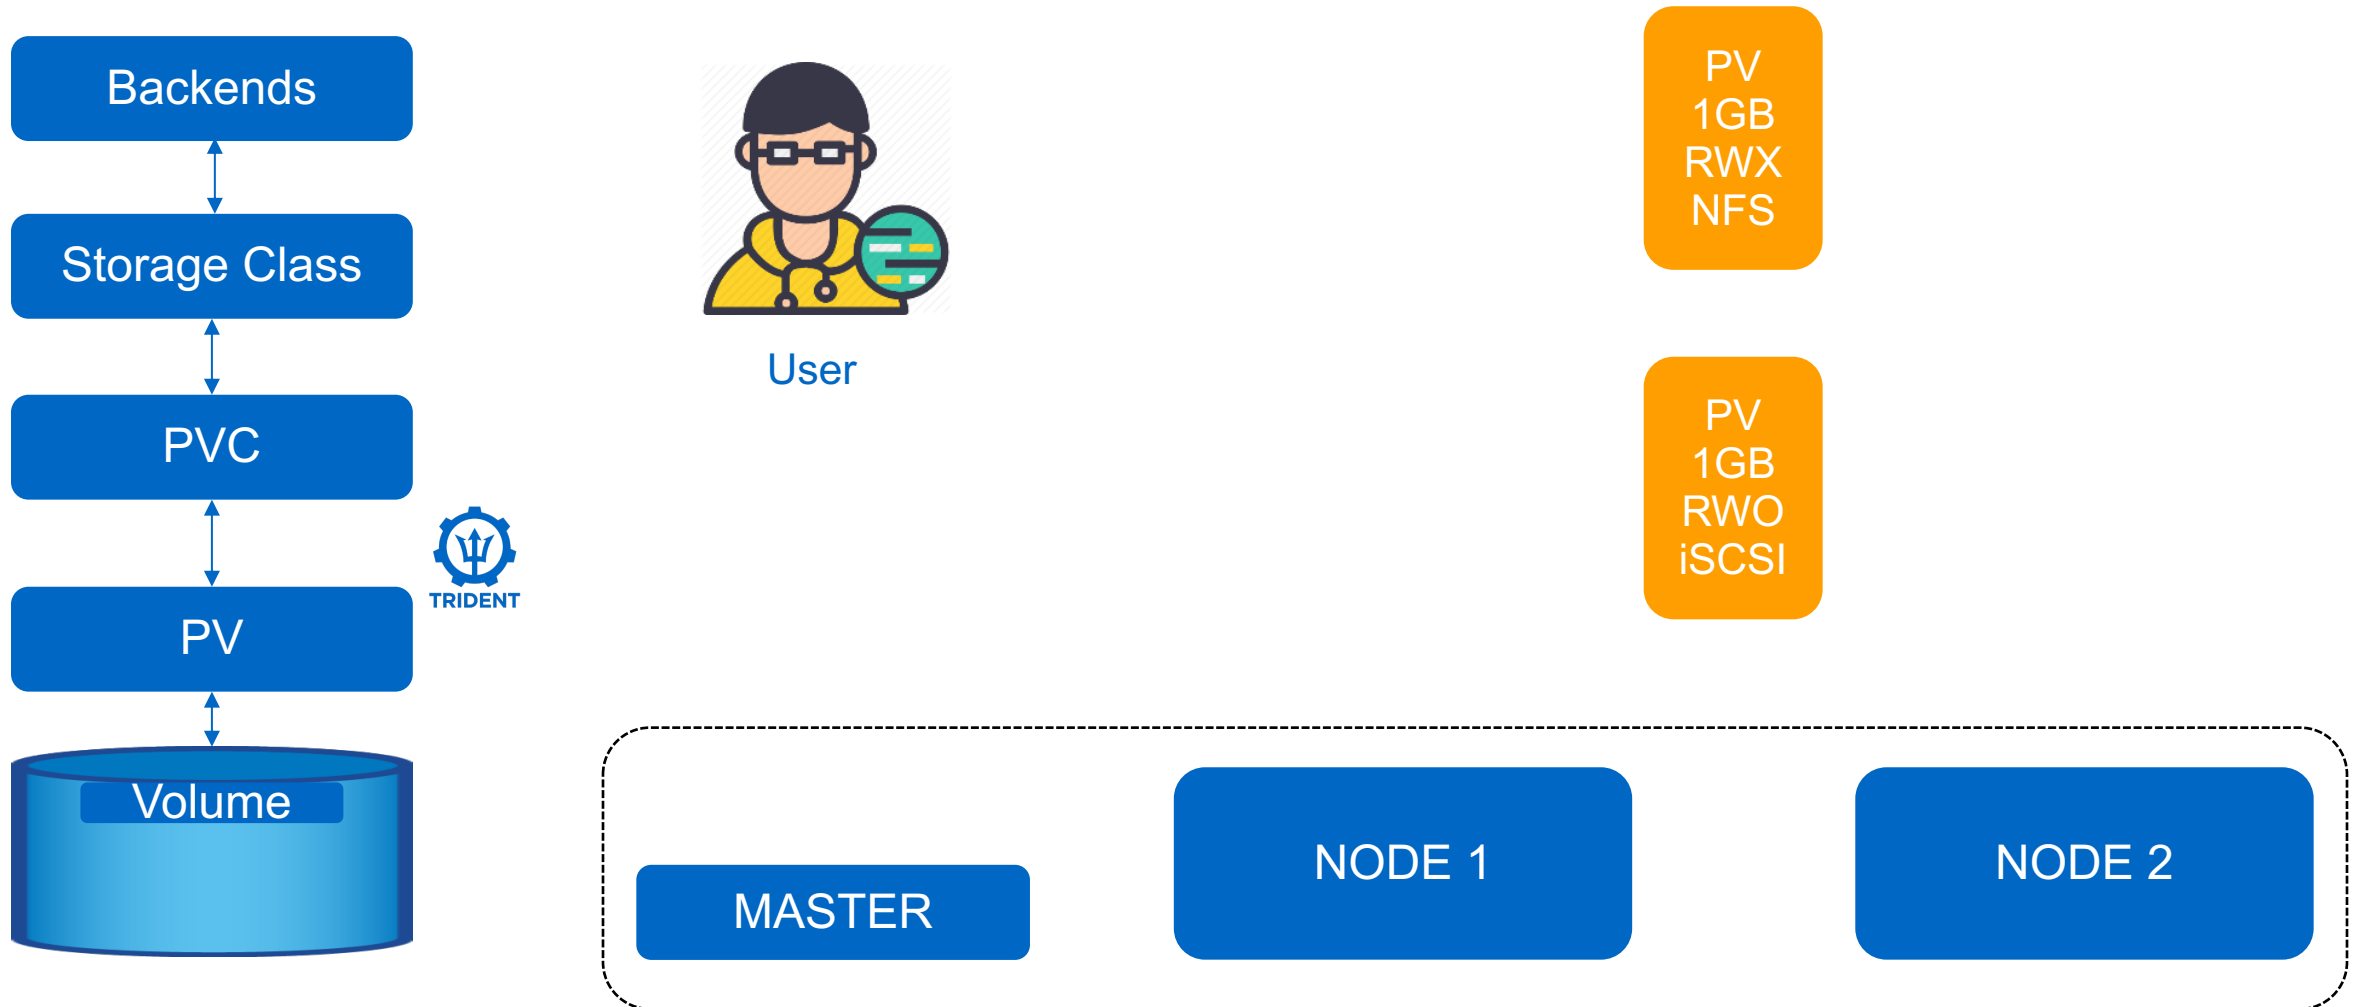 Backends
Storage Class
PVC
TRIDENT
PV
Volume
User
PV
1GB
RWX
NFS
PV
1GB
RWO
iSCSI
MASTER
NODE 1
NODE 2